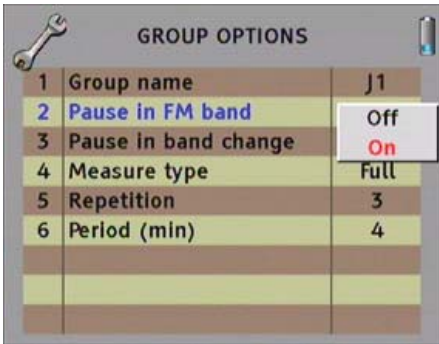 GROUP OPTIONS
1 Group name J1
2 Pause in FM band Off
3 Pause in band change On
4 Measure type Full
5 Repetition 3
6 Period (min) 4